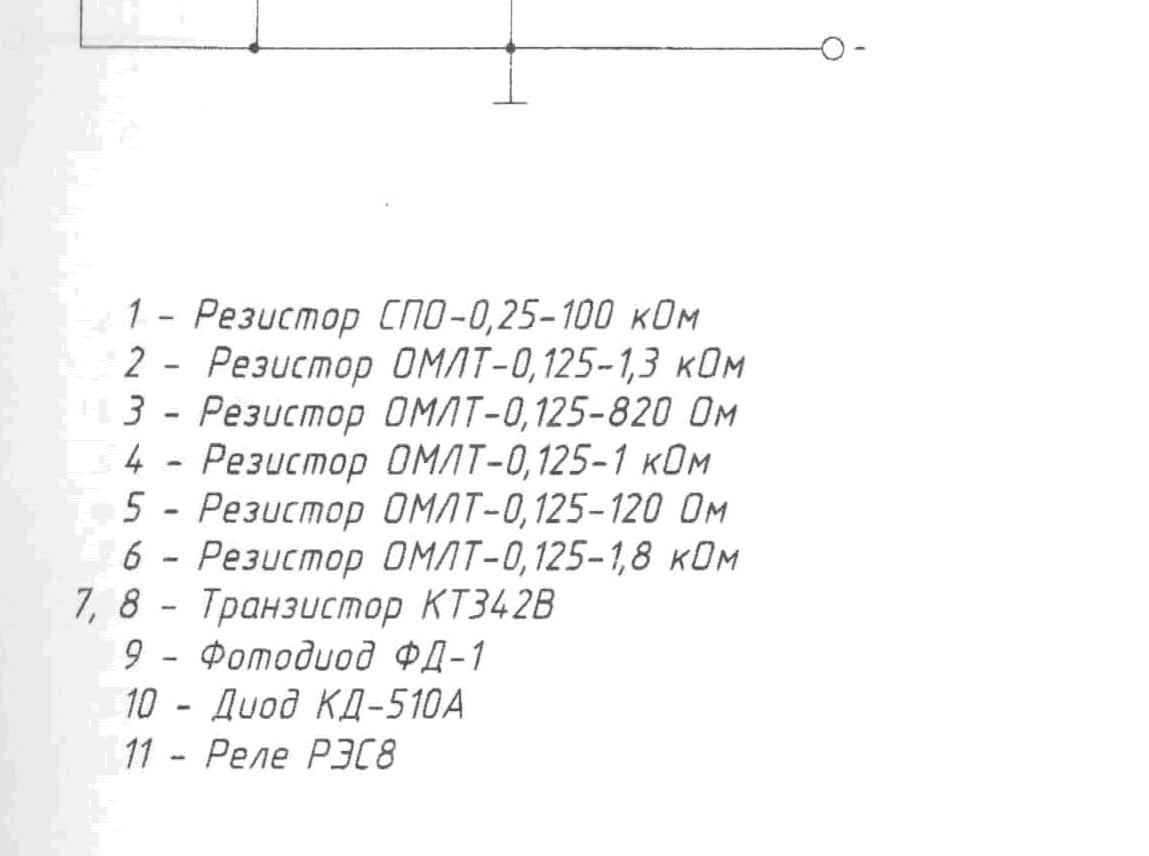 -
1 - Резистор СПО-0,25-100 кОм
2 - Резистор ОМЛТ-0,125-1,3 кОм
3 - Резистор ОМЛТ-0,125-820 Ом
4 - Резистор ОМЛТ-0,125-1 кОм
5 - Резистор ОМЛТ-0,125-120 Ом
6 - Резистор ОМЛТ-0,125-1,8 кОм
7, 8 - Транзистор КТ342В
9 - Фотодиод ФД-1
10 - Диод КД-510А
11 - Реле РЭС8